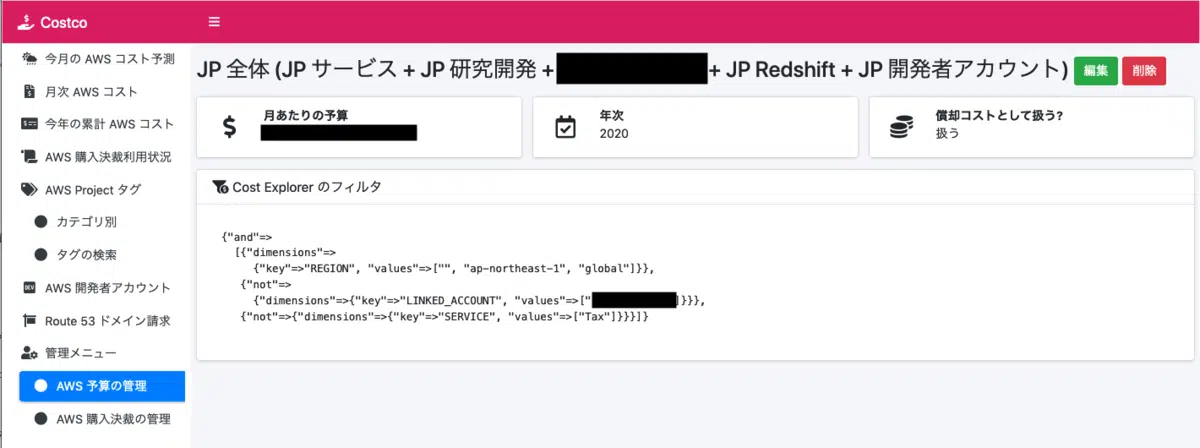 Costco
今月の AWS コスト予測
月次 AWS コスト
今年の累計 AWS コスト
AWS 購入決裁利用状況
AWS Project タグ
カテゴリ別
タグの検索
AWS 開発者アカウント
Route 53 ドメイン請求
管理メニュー
AWS 予算の管理
AWS 購入決裁の管理
JP 全体 (JP サービス + JP 研究開発 + + JP Redshift + JP 開発者アカウント) 編集 削除
月あたりの予算
年次
2020
償却コストとして扱う?
扱う
Cost Explorer のフィルタ
{"and"=>
[{"dimensions"=>
{"key"=>"REGION", "values"=>["", "ap-northeast-1", "global"]}},
{"not"=>
{"dimensions"=>{"key"=>"LINKED_ACCOUNT", "values"=>[" ]}}},
{"not"=>{"dimensions"=>{"key"=>"SERVICE", "values"=>["Tax"]}}}]}